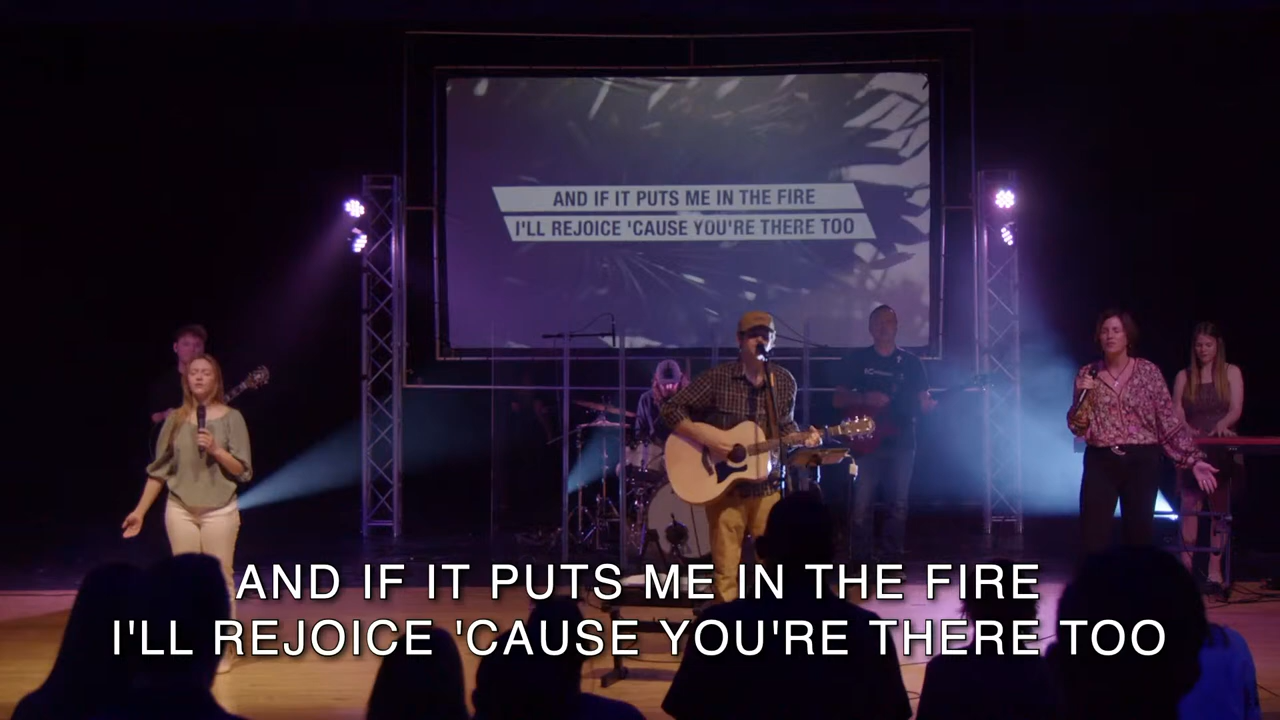 AND IF IT PUTS ME IN THE FIRE
I'LL REJOICE 'CAUSE YOU'RE THERE TOO
AND IF IT PUTS ME IN THE FIRE
I'LL REJOICE 'CAUSE YOU'RE THERE TOO